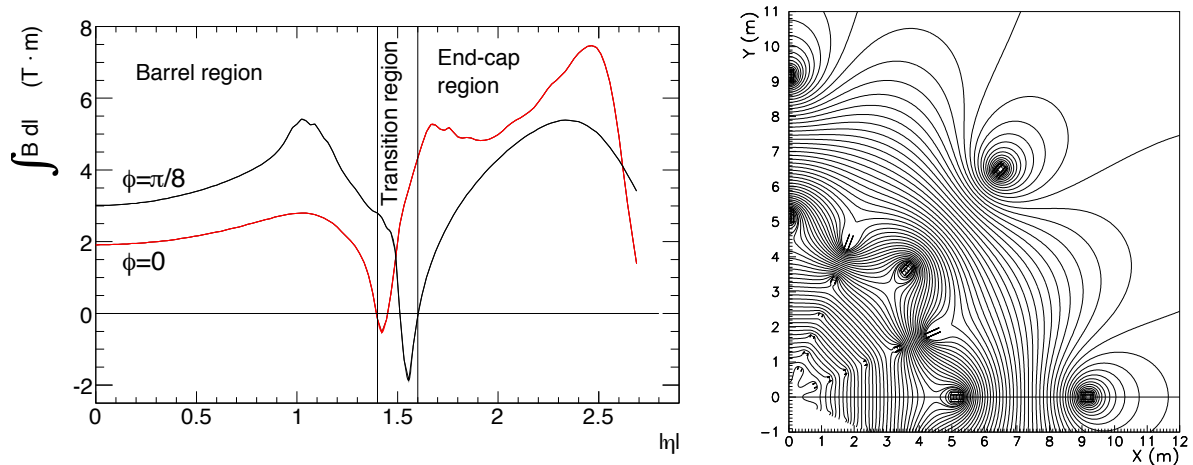 ∫B dl (T · m)
8
6
4
2
0
-2
Barrel region
Transition region
End-cap
region
ϕ=π/8
ϕ=0
0 0.5 1 1.5 2 2.5
|η|
Y (m)
11
10
9
8
7
6
5
4
3
2
1
0
-1
0 1 2 3 4 5 6 7 8 9 10 11 12
X (m)